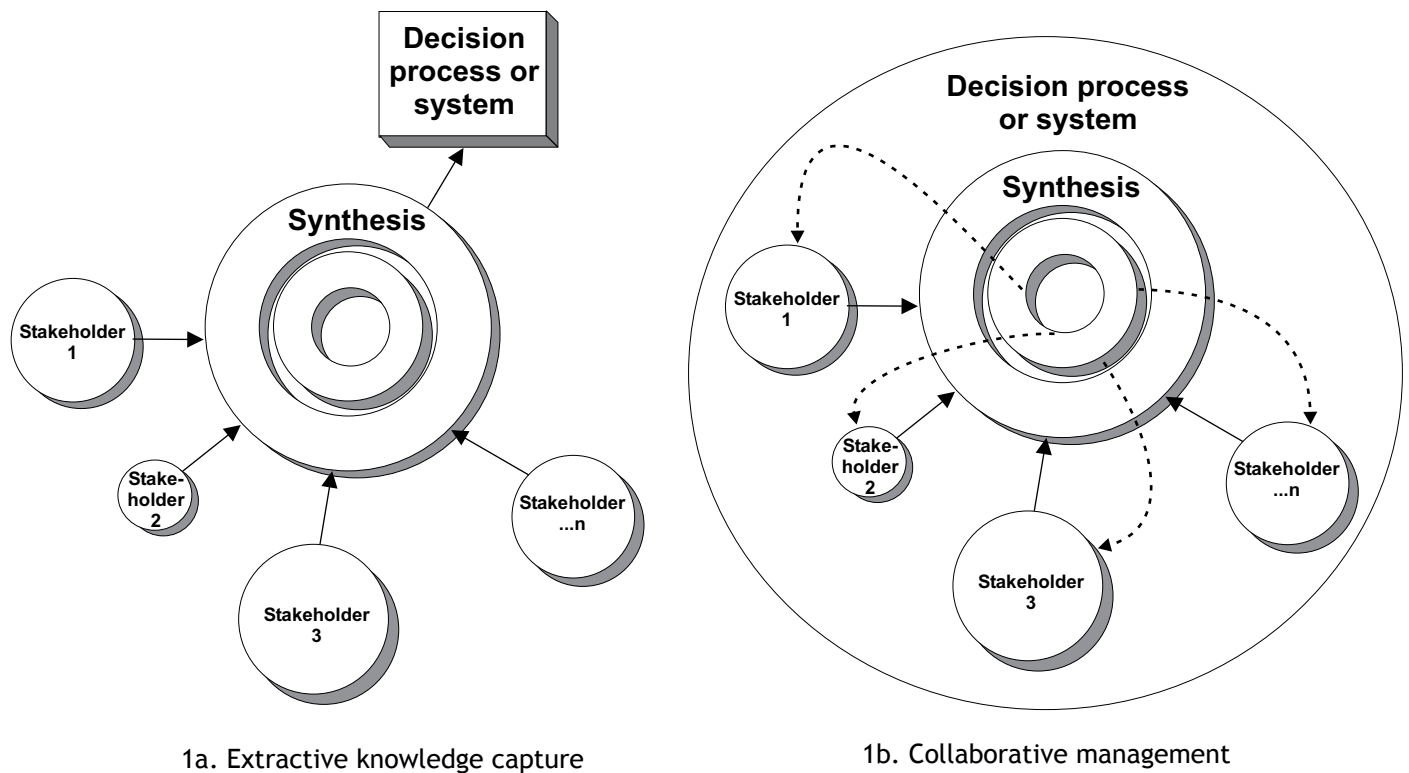 Decision
process or
system
Synthesis
Stakeholder
1
Stake-
holder
2
Stakeholder
3
Stakeholder
...n
1a. Extractive knowledge capture
Decision process
or system
Synthesis
Stakeholder
1
Stake-
holder
2
Stakeholder
3
Stakeholder
...n
1b. Collaborative management